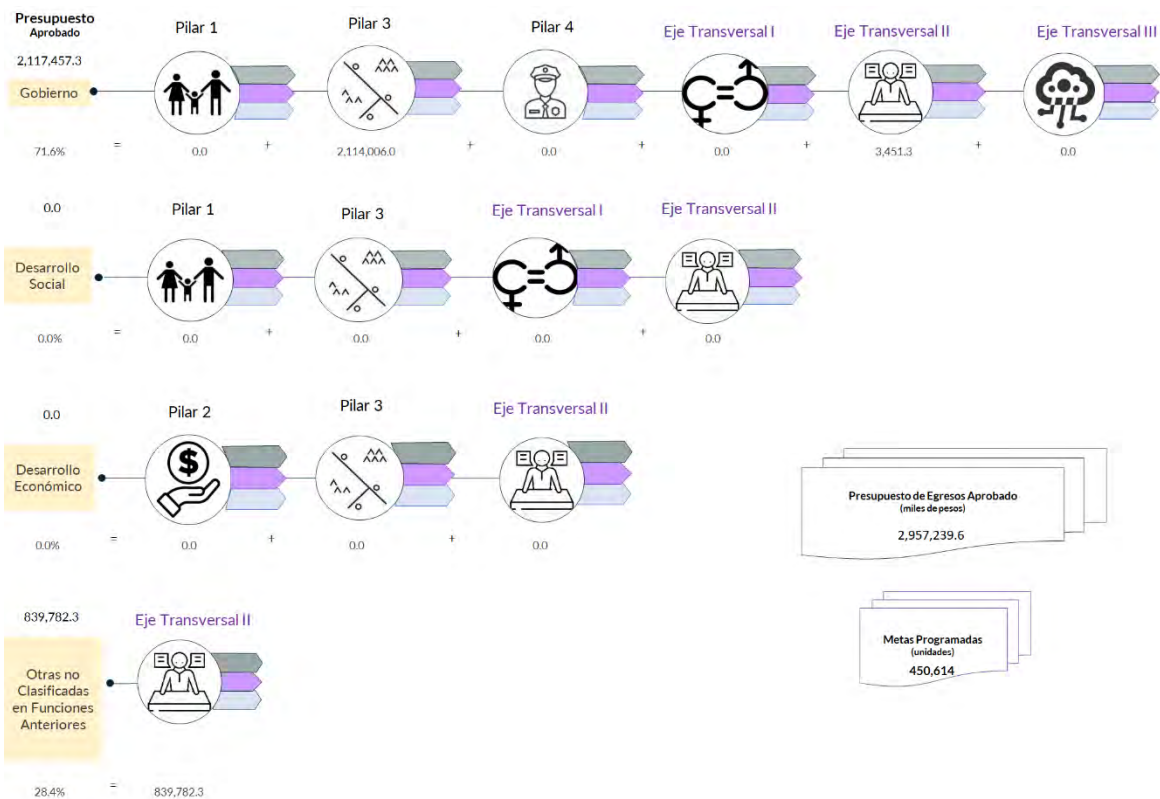 Presupuesto
Aprobado
2,117,457.3
Gobierno
71.6%
Pilar 1
Pilar 3
Pilar 4
Eje Transversal I
Eje Transversal II
Eje Transversal III
=
0.0
+
2,114,006.0
+
0.0
+
0.0
+
3,451.3
+
0.0
0.0
Desarrollo
Social
0.0%
Pilar 1
Pilar 3
Eje Transversal I
Eje Transversal II
=
0.0
+
0.0
+
0.0
+
0.0
0.0
Desarrollo
Económico
0.0%
Pilar 2
Pilar 3
Eje Transversal II
=
0.0
+
0.0
+
0.0
Presupuesto de Egresos Aprobado
(miles de pesos)
2,957,239.6
Metas Programadas
(unidades)
450,614
839,782.3
Otras no
Clasificadas
en Funciones
Anteriores
28.4%
Eje Transversal II
=
839,782.3